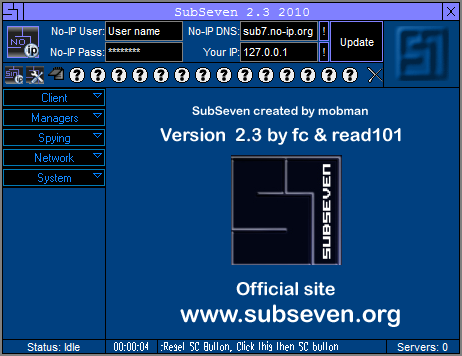 SubSeven 2.3 2010
No-IP User: User name No-IP DNS: sub7.no-ip.org ! Update
NO iP No-IP Pass: ******** Your IP: 127.0.0.1 !
? ? ? ? ? ? ? ? ? ? ? ? ? ?
Client
Managers
Spying
Network
System
SubSeven created by mobman
Version 2.3 by fc & read101
SUBSEVEN
Official site
www.subseven.org
Status: Idle 00:00:04 :Reset SC Button, Click this then SC button Servers: 0